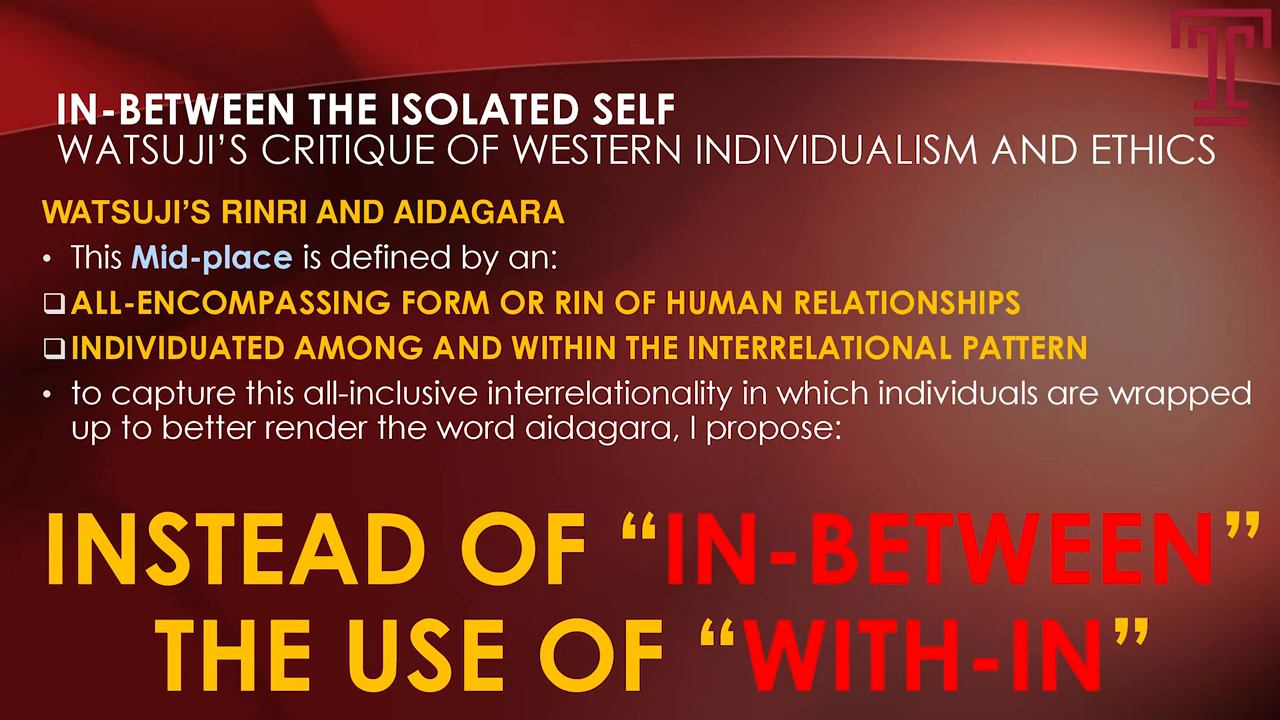 IN-BETWEEN THE ISOLATED SELF
WATSUJI’S CRITIQUE OF WESTERN INDIVIDUALISM AND ETHICS
WATSUJI’S RINRI AND AIDAGARA
• This Mid-place is defined by an:
❑ ALL-ENCOMPASSING FORM OR RIN OF HUMAN RELATIONSHIPS
❑ INDIVIDUATED AMONG AND WITHIN THE INTERRELATIONAL PATTERN
• to capture this all-inclusive interrelationality in which individuals are wrapped
up to better render the word aidagara, I propose:
INSTEAD OF “IN-BETWEEN”
THE USE OF “WITH-IN”